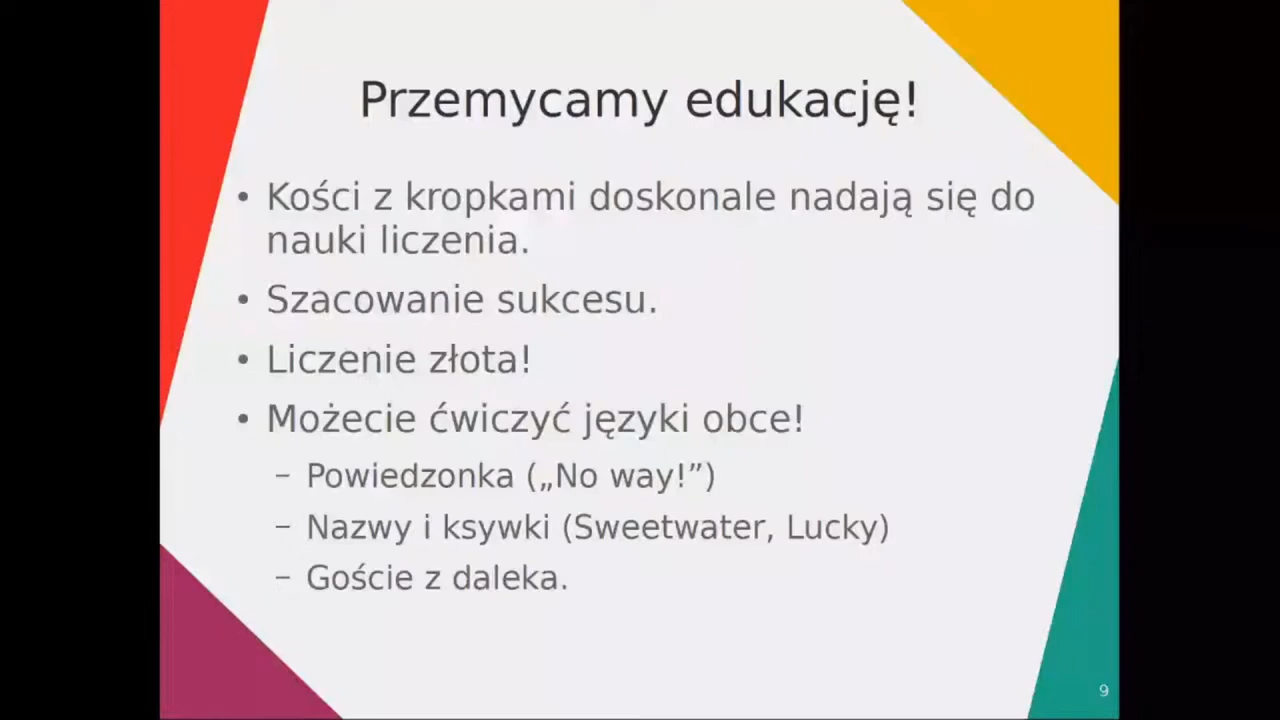 Przemycamy edukację!
• Kości z kropkami doskonale nadają się do
nauki liczenia.
• Szacowanie sukcesu.
• Liczenie złota!
• Możecie ćwiczyć języki obce!
– Powiedzonka („No way!”)
– Nazwy i ksywki (Sweetwater, Lucky)
– Goście z daleka.
9